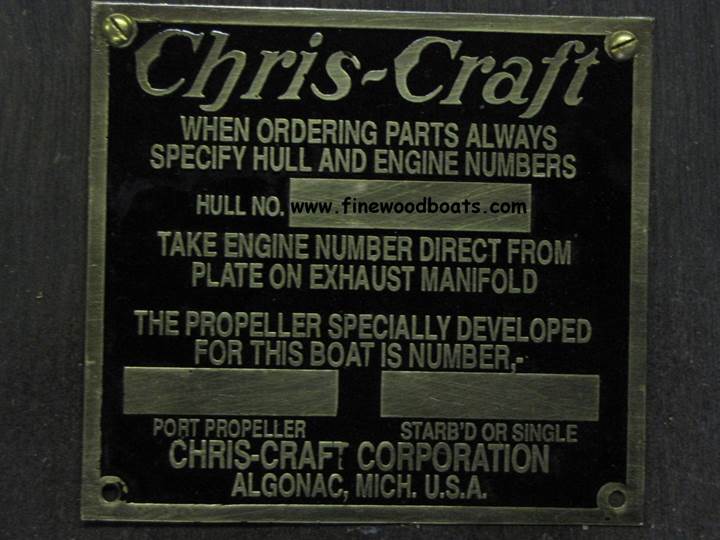 Chris-Craft
WHEN ORDERING PARTS ALWAYS
SPECIFY HULL AND ENGINE NUMBERS
HULL NO. www.finewoodboats.com
TAKE ENGINE NUMBER DIRECT FROM
PLATE ON EXHAUST MANIFOLD
THE PROPELLER SPECIALLY DEVELOPED
FOR THIS BOAT IS NUMBER,-
PORT PROPELLER STARB'D OR SINGLE
CHRIS-CRAFT CORPORATION
ALGONAC, MICH. U.S.A.